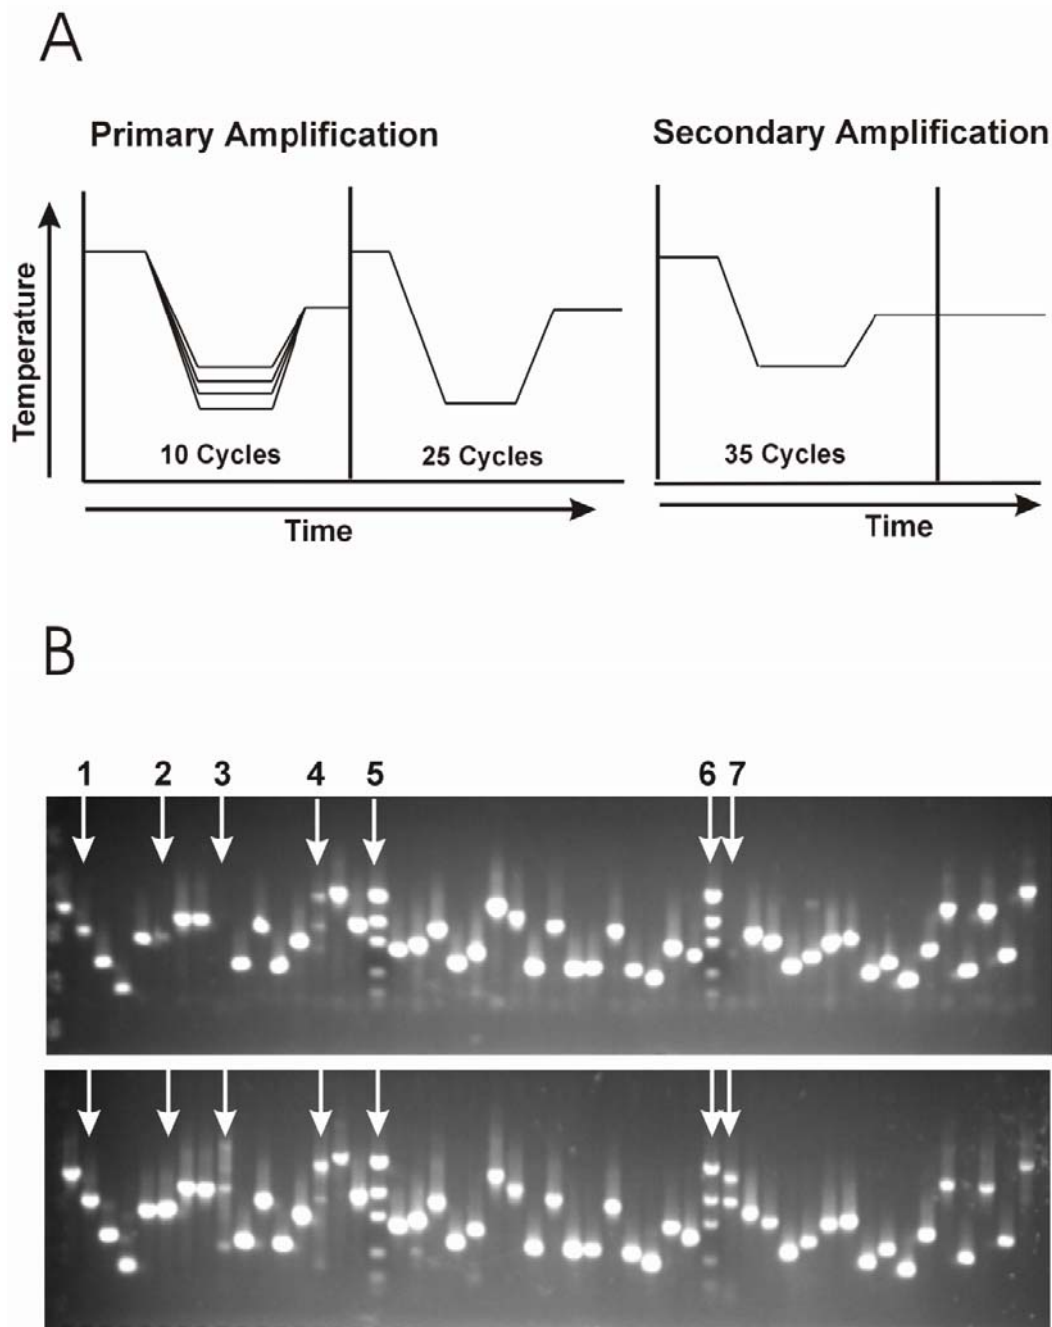 A
Primary Amplification
Secondary Amplification
Temperature
10 Cycles
25 Cycles
35 Cycles
Time
Time
B
1 2 3 4 5 6 7